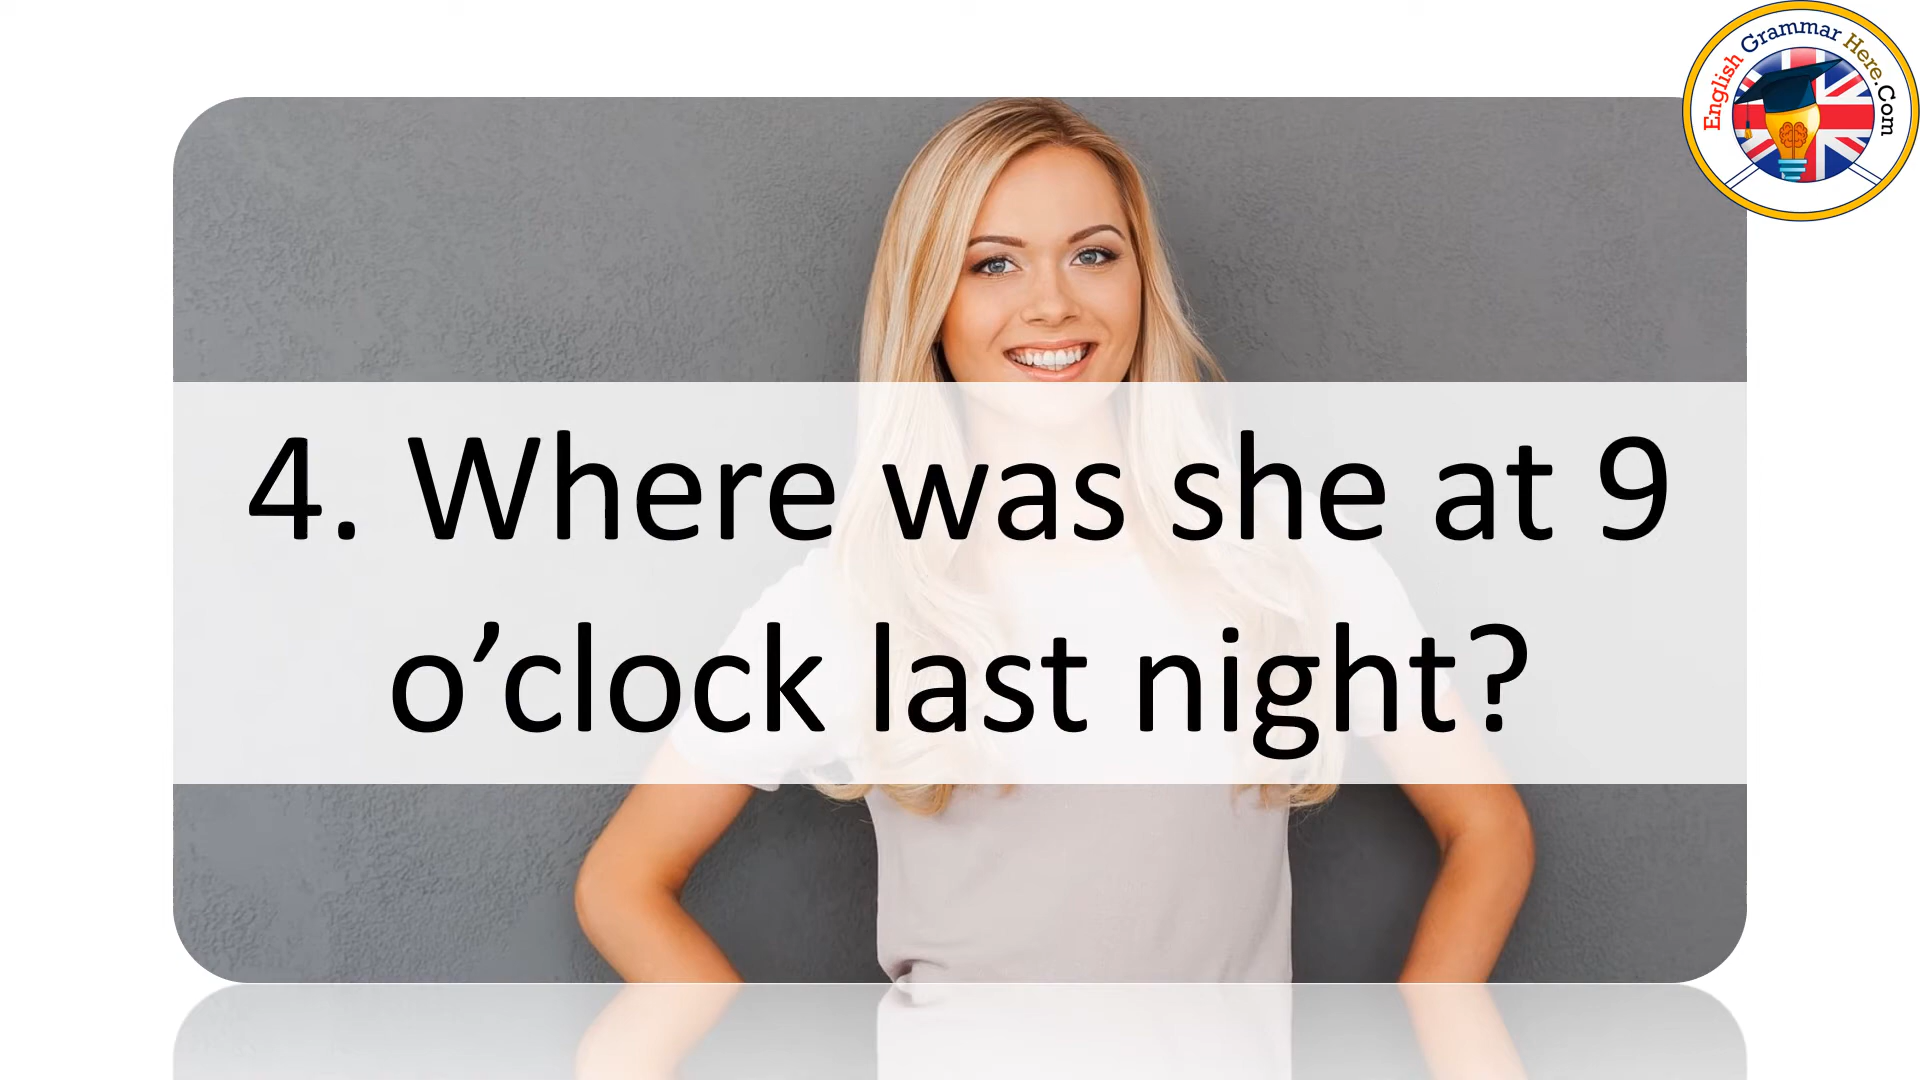 English Grammar Here.Com
4. Where was she at 9
o’clock last night?